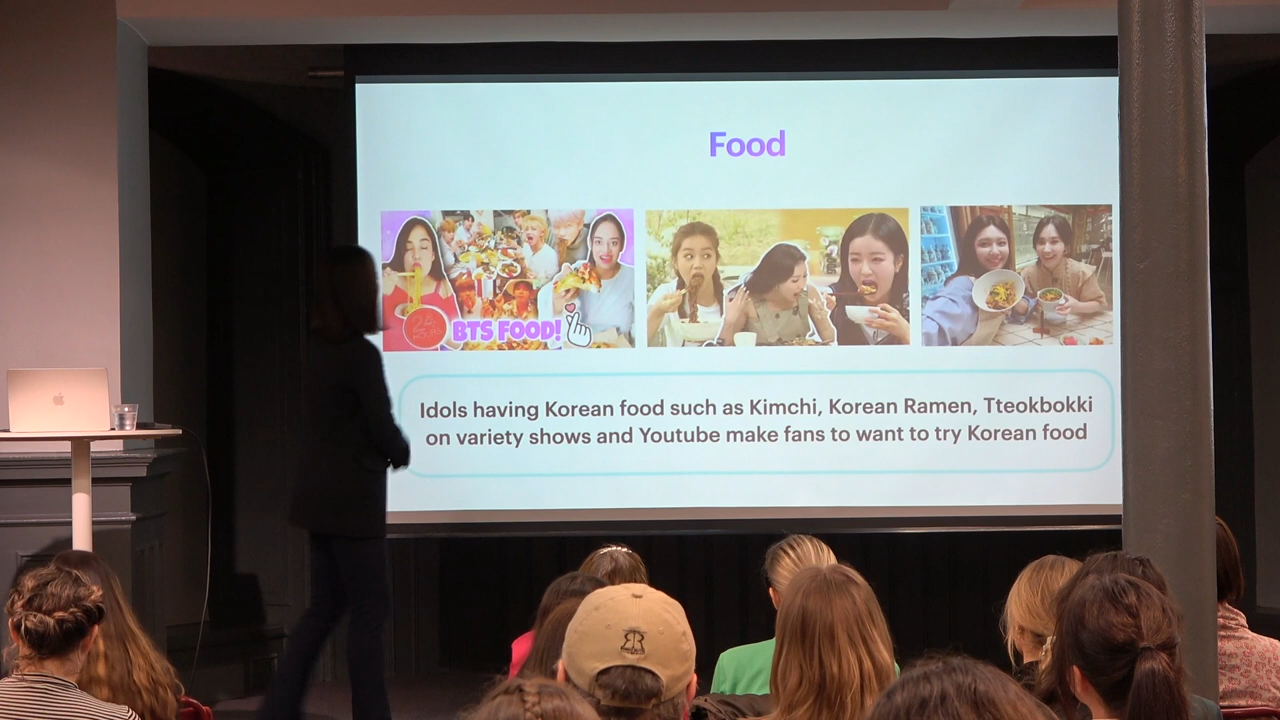 Food
BTS FOOD!
Idols having Korean food such as Kimchi, Korean Ramen, Tteokbokki
on variety shows and Youtube make fans to want to try Korean food